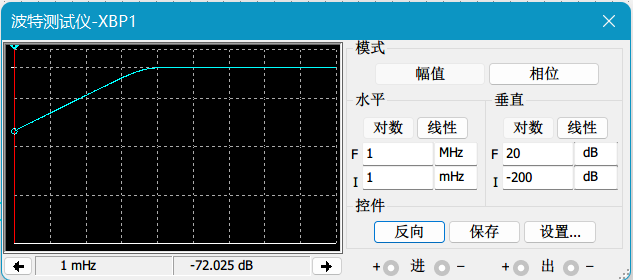 波特测试仪-XBP1
模式
幅值 相位
水平 垂直
对数 线性 对数 线性
F 1 MHz F 20 dB
I 1 mHz I -200 dB
控件
反向 保存 设置...
1 mHz -72.025 dB
+ 进 − + 出 −